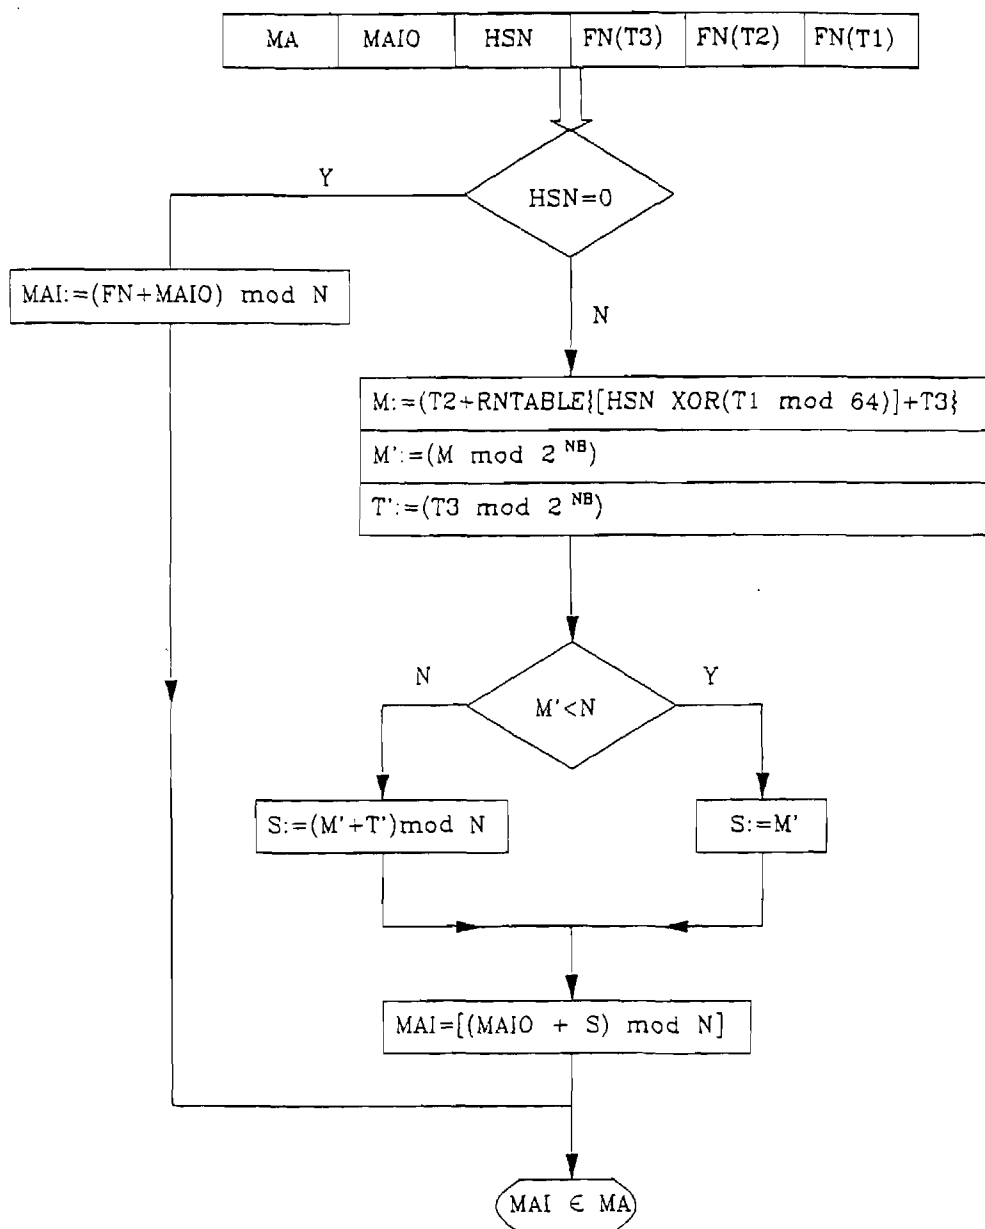 MA MAIO HSN FN(T3) FN(T2) FN(T1)
HSN=0
Y
N
MAI:=(FN+MAIO) mod N
M:=(T2+RNTABLE}[HSN XOR(T1 mod 64)]+T3}
M':=(M mod 2 NB)
T':=(T3 mod 2 NB)
M'<N
N
Y
S:=(M'+T')mod N
S:=M'
MAI=[(MAIO + S) mod N]
MAI ∈ MA